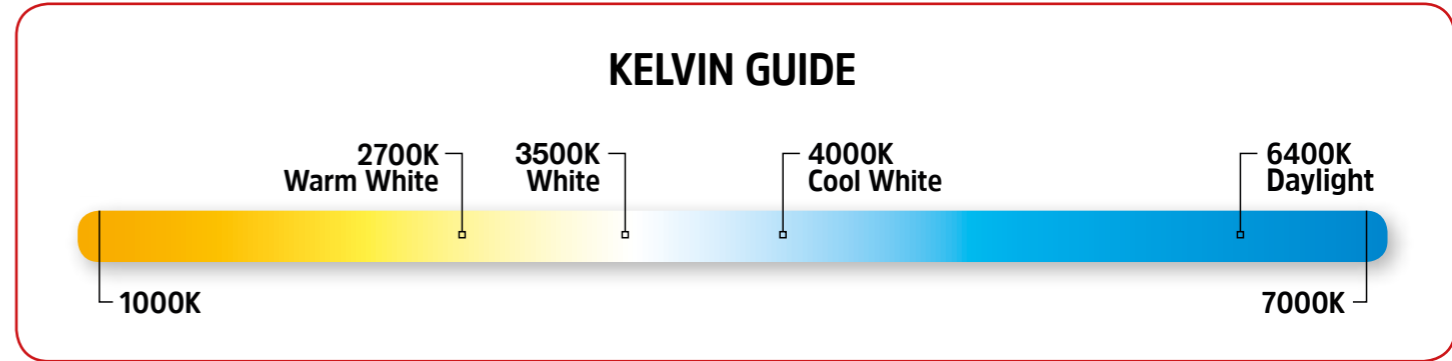 KELVIN GUIDE
2700K
Warm White
3500K
White
4000K
Cool White
6400K
Daylight
1000K
7000K